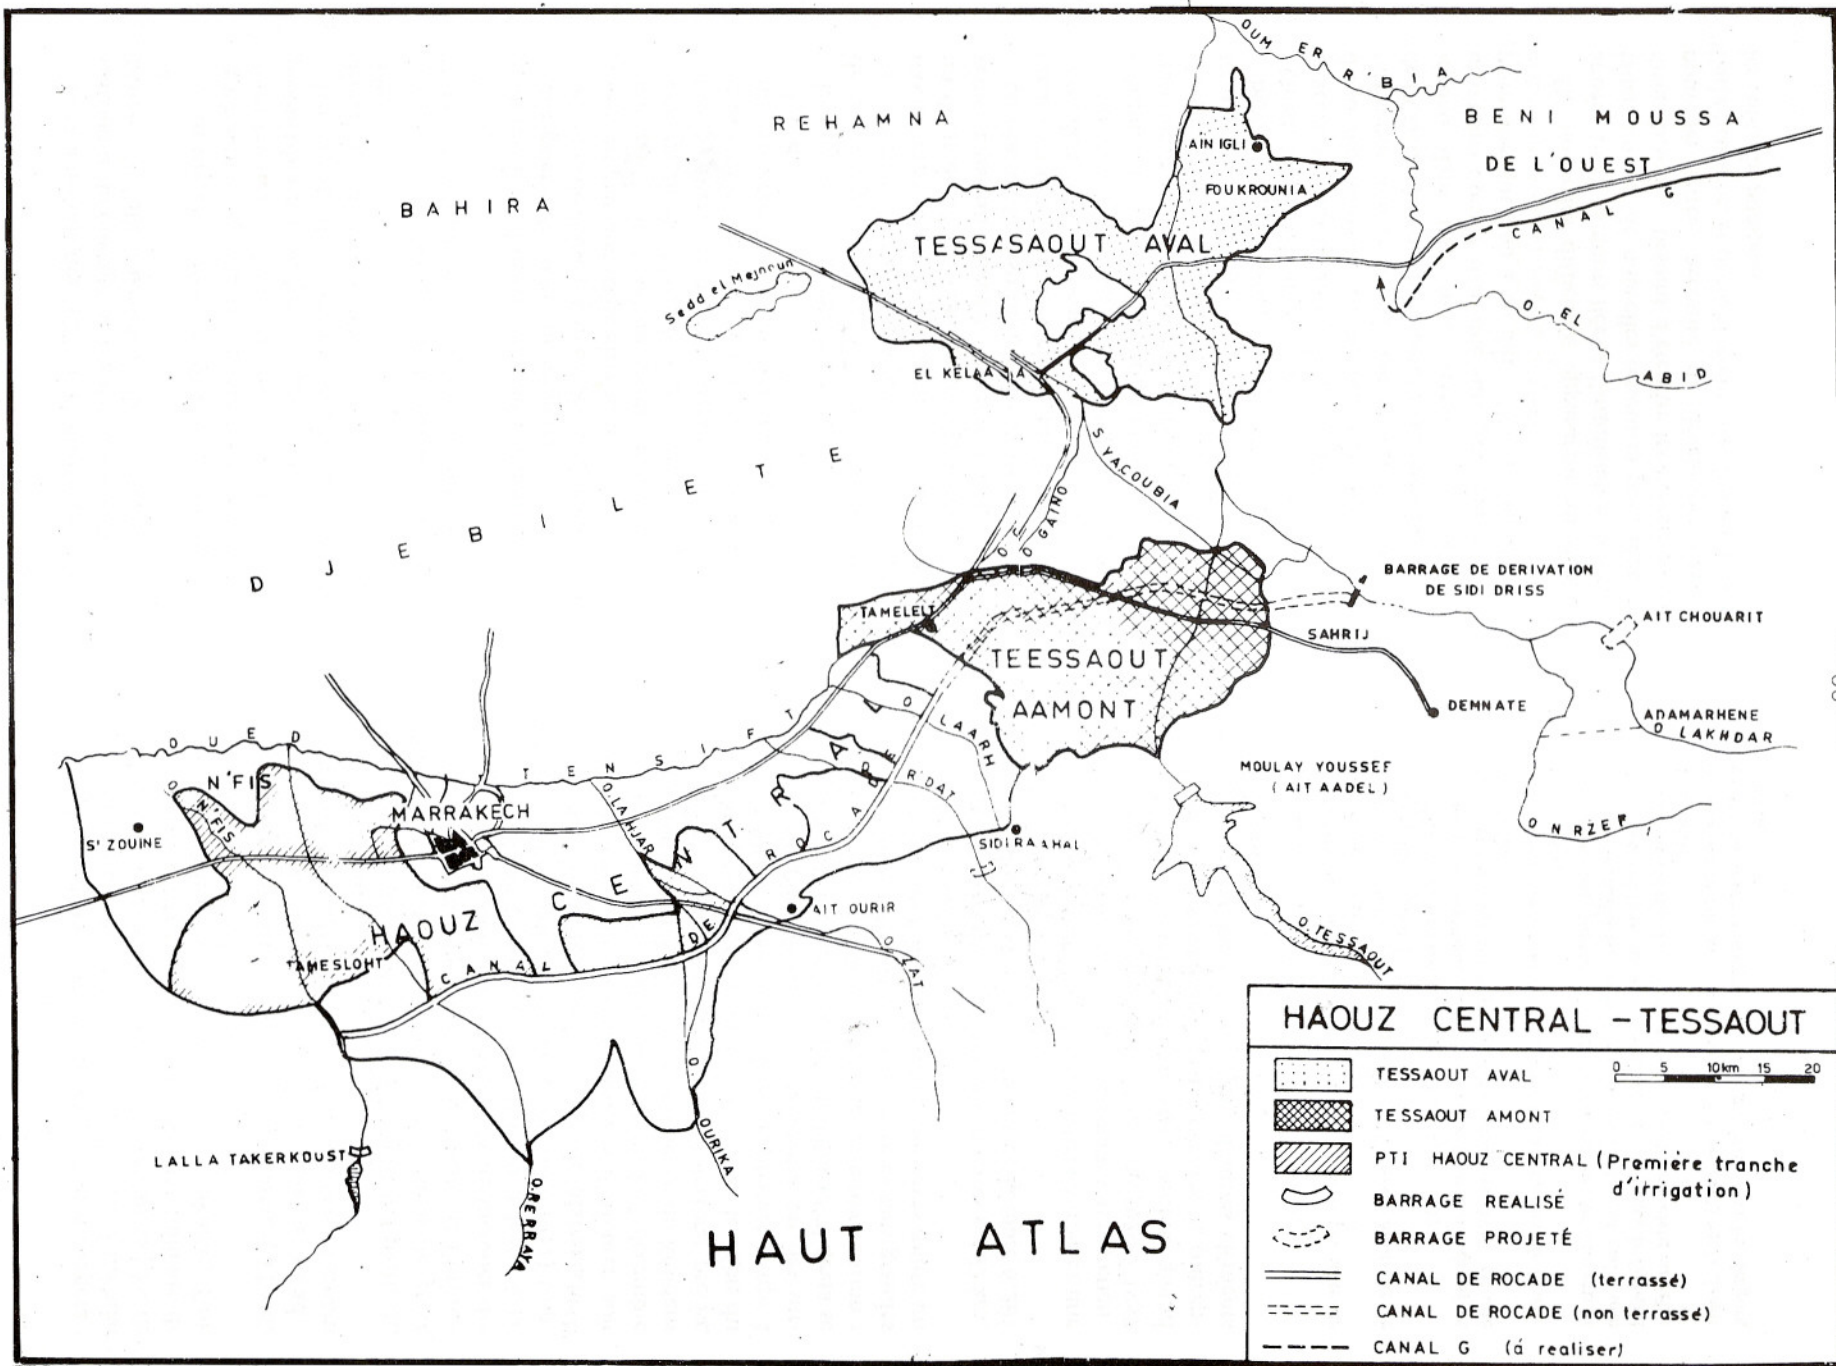 OUM ER R'BIA
REHAMNA
BENI MOUSSA
DE L'OUEST
CANAL G
AIN IGLI
FOUKROUNIA
BAHIRA
TESSASAOUT AVAL
Sedd el Mejnoun
O. EL ABID
EL KELAA
S YACOUBIA
GAINO
DJEBILETE
BARRAGE DE DERIVATION
DE SIDI DRISS
AIT CHOUARIT
TAMELELT
SAHRIJ
TEESSAOUT
AAMONT
DEMNATE
ADAMARHENE
O LAKHDAR
O LAARH
OUED TENSIFT
MOULAY YOUSSEF
(AIT AADEL)
N'FIS
O. N'FIS
MARRAKECH
O. LAHJAR
R'DAT
O N RZEF
S' ZOUINE
SIDI RAAHAL
HAOUZ CENTRAL
AIT OURIR
O. TESSAOUT
TAMESLOHT
CANAL DE ROCADE
O LAT
O. OURIKA
LALLA TAKERKOUST
O. RERRAYA
HAUT ATLAS
HAOUZ CENTRAL – TESSAOUT
TESSAOUT AVAL
0 5 10km 15 20
TESSAOUT AMONT
PTI HAOUZ CENTRAL (Premiére tranche
d'irrigation)
BARRAGE REALISÉ
BARRAGE PROJETÉ
CANAL DE ROCADE (terrassé)
CANAL DE ROCADE (non terrassé)
CANAL G (á realiser)